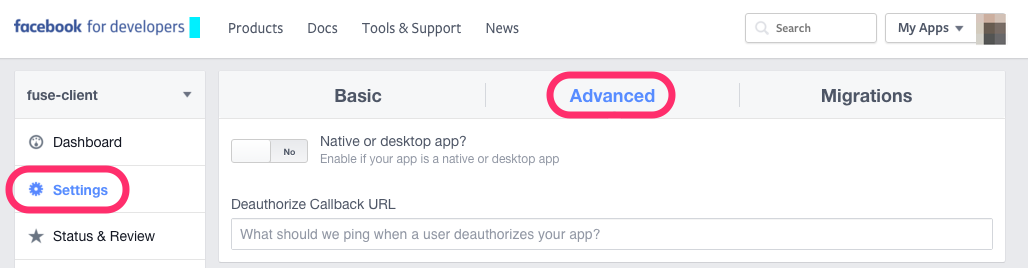 facebook for developers Products Docs Tools & Support News Search My Apps
fuse-client
Basic Advanced Migrations
Dashboard
Native or desktop app?
No
Enable if your app is a native or desktop app
Settings
Deauthorize Callback URL
What should we ping when a user deauthorizes your app?
Status & Review